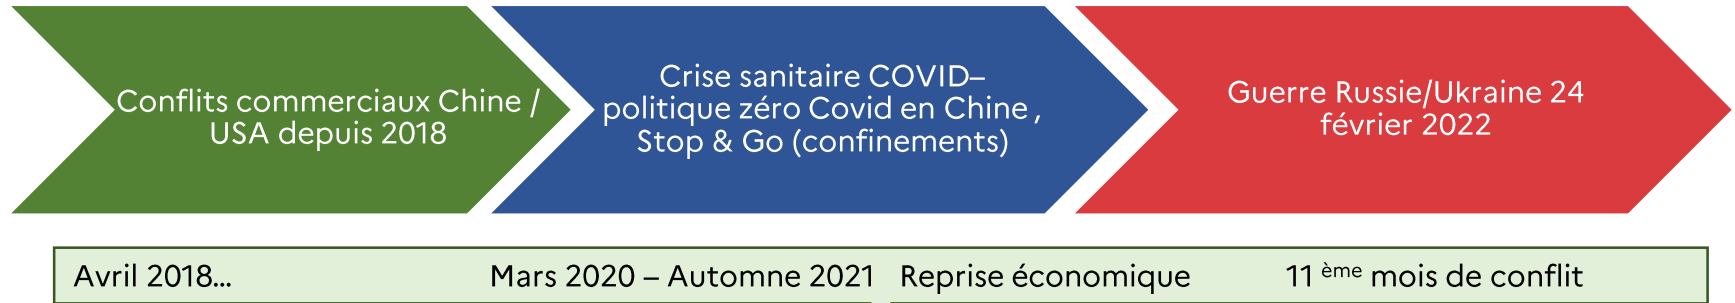 Conflits commerciaux Chine /
USA depuis 2018
Crise sanitaire COVID–
politique zéro Covid en Chine ,
Stop & Go (confinements)
Guerre Russie/Ukraine 24
février 2022
Avril 2018… Mars 2020 – Automne 2021 Reprise économique 11 ème mois de conflit